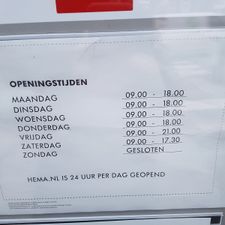 OPENINGSTIJDEN
MAANDAG 09.00 - 18.00
DINSDAG 09.00 - 18.00
WOENSDAG 09.00 - 18.00
DONDERDAG 09.00 - 18.00
VRIJDAG 09.00 - 21.00
ZATERDAG 09.00 - 17.30
ZONDAG GESLOTEN
HEMA.NL IS 24 UUR PER DAG GEOPEND